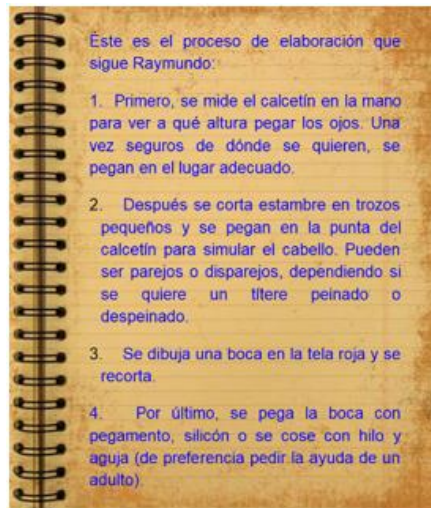 Éste es el proceso de elaboración que
sigue Raymundo:
1. Primero, se mide el calcetín en la mano
para ver a qué altura pegar los ojos. Una
vez seguros de dónde se quieren, se
pegan en el lugar adecuado.
2. Después se corta estambre en trozos
pequeños y se pegan en la punta del
calcetín para simular el cabello. Pueden
ser parejos o disparejos, dependiendo si
se quiere un títere peinado o
despeinado.
3. Se dibuja una boca en la tela roja y se
recorta.
4. Por último, se pega la boca con
pegamento, silicón o se cose con hilo y
aguja (de preferencia pedir la ayuda de un
adulto).